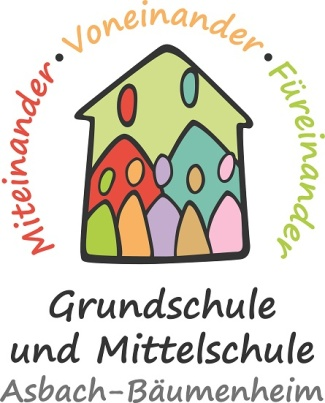 Miteinander • Voneinander • Füreinander
Grundschule
und Mittelschule
Asbach-Bäumenheim